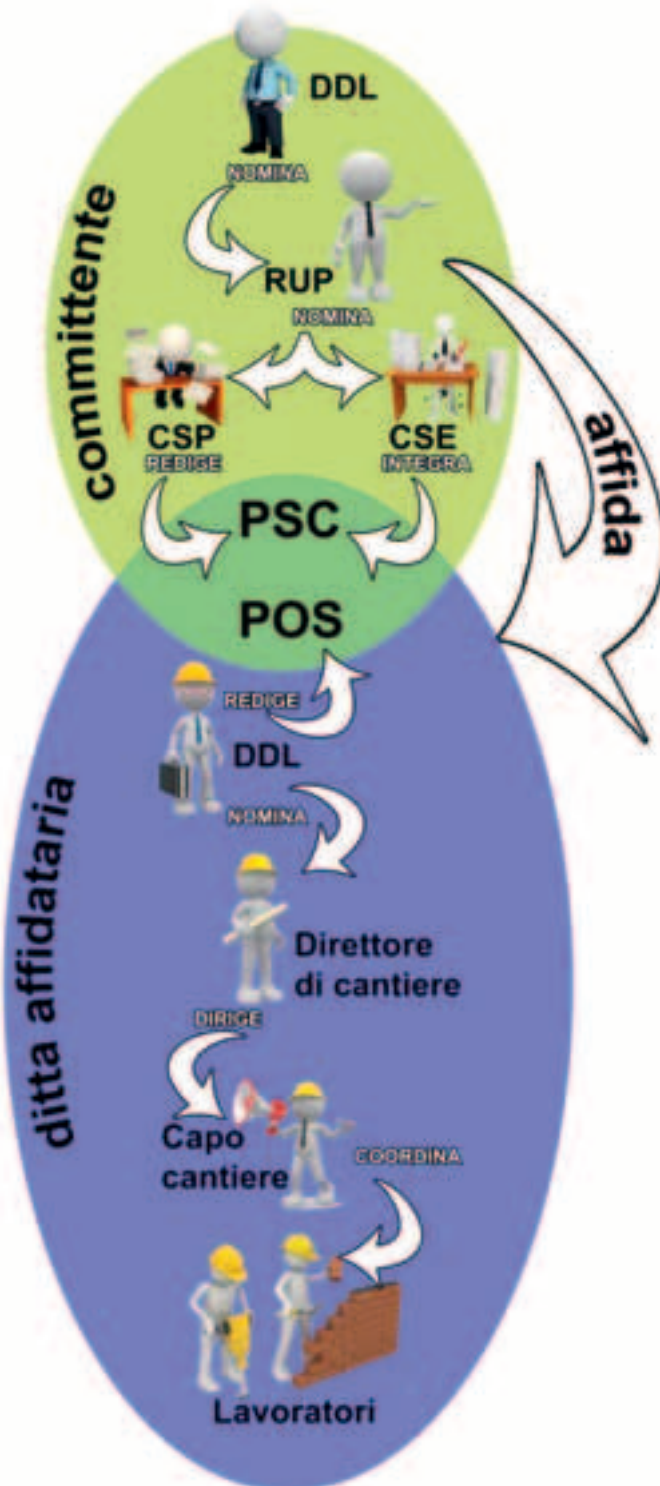 DDL
NOMINA
committente
RUP
NOMINA
CSP
REDIGE
CSE
INTEGRA
affida
PSC
POS
REDIGE
DDL
NOMINA
ditta affidataria
Direttore
di cantiere
DIRIGE
Capo
cantiere
COORDINA
Lavoratori